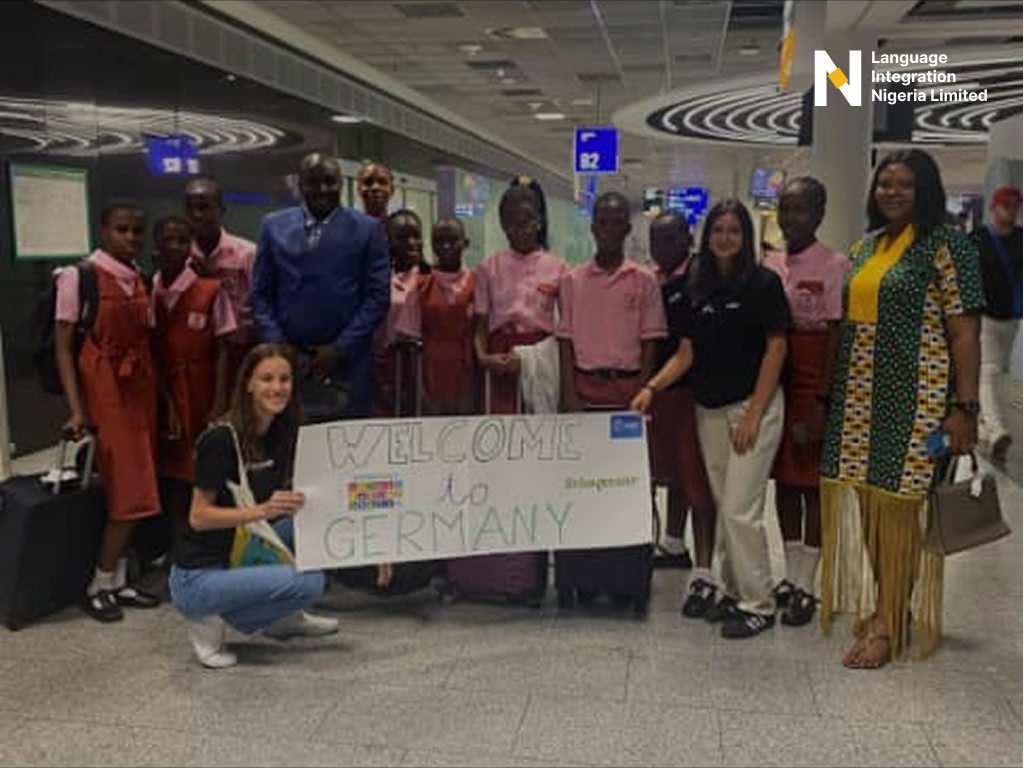 Language
Integration
Nigeria Limited
B2
WELCOME
to
GERMANY